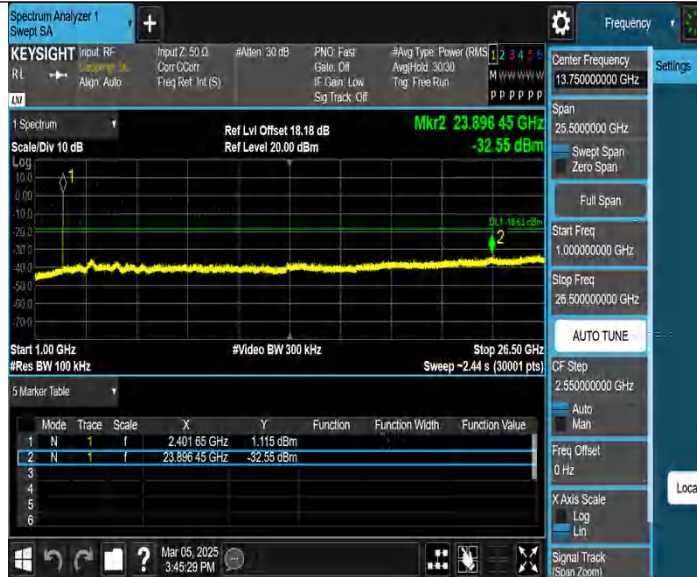 Spectrum Analyzer 1
Swept SA
Frequency
KEYSIGHT Input: RF
RL
Align: Auto
Input Z: 50 Ω
Corr CCorr
Freq Ref: Int (S)
#Atten: 30 dB
PNO: Fast
Gate: Off
IF Gain: Low
Sig Track: Off
#Avg Type: Power (RMS)
Avg|Hold: 30/30
Trig: Free Run
1 2 3 4 5 6
M W W W W W
P P P P P P
LXI
Center Frequency
13.750000000 GHz
Settings
Span
25.5000000 GHz
Swept Span
Zero Span
Full Span
Start Freq
1.000000000 GHz
Stop Freq
26.500000000 GHz
AUTO TUNE
CF Step
2.550000000 GHz
Auto
Man
Freq Offset
0 Hz
X Axis Scale
Log
Lin
Signal Track
(Span Zoom)
Loca
1 Spectrum
Scale/Div 10 dB
Ref Lvl Offset 18.18 dB
Ref Level 20.00 dBm
Mkr2 23.896 45 GHz
-32.55 dBm
Log
10.0
0.00
-10.0
-20.0
-30.0
-40.0
-50.0
-60.0
-70.0
1
DL1 -18.63 dBm
2
Start 1.00 GHz
#Res BW 100 kHz
#Video BW 300 kHz
Stop 26.50 GHz
Sweep ~2.44 s (30001 pts)
5 Marker Table
Mode Trace Scale X Y Function Function Width Function Value
1 N 1 f 2.401 65 GHz 1.115 dBm
2 N 1 f 23.896 45 GHz -32.55 dBm
3
4
5
6
?
Mar 05, 2025
3:45:29 PM